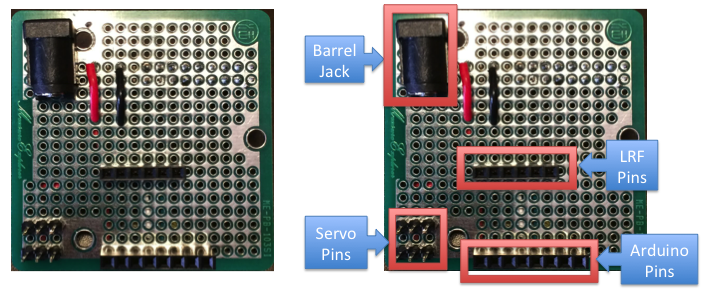 Barrel
Jack
LRF
Pins
Servo
Pins
Arduino
Pins